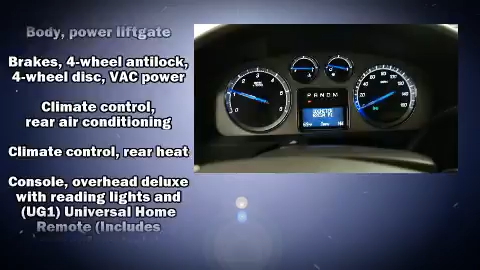 Body, power liftgate
Brakes, 4-wheel antilock,
4-wheel disc, VAC power
Climate control,
rear air conditioning
Climate control, rear heat
Console, overhead deluxe
with reading lights and
(UG1) Universal Home
Remote (Includes
PRNDM